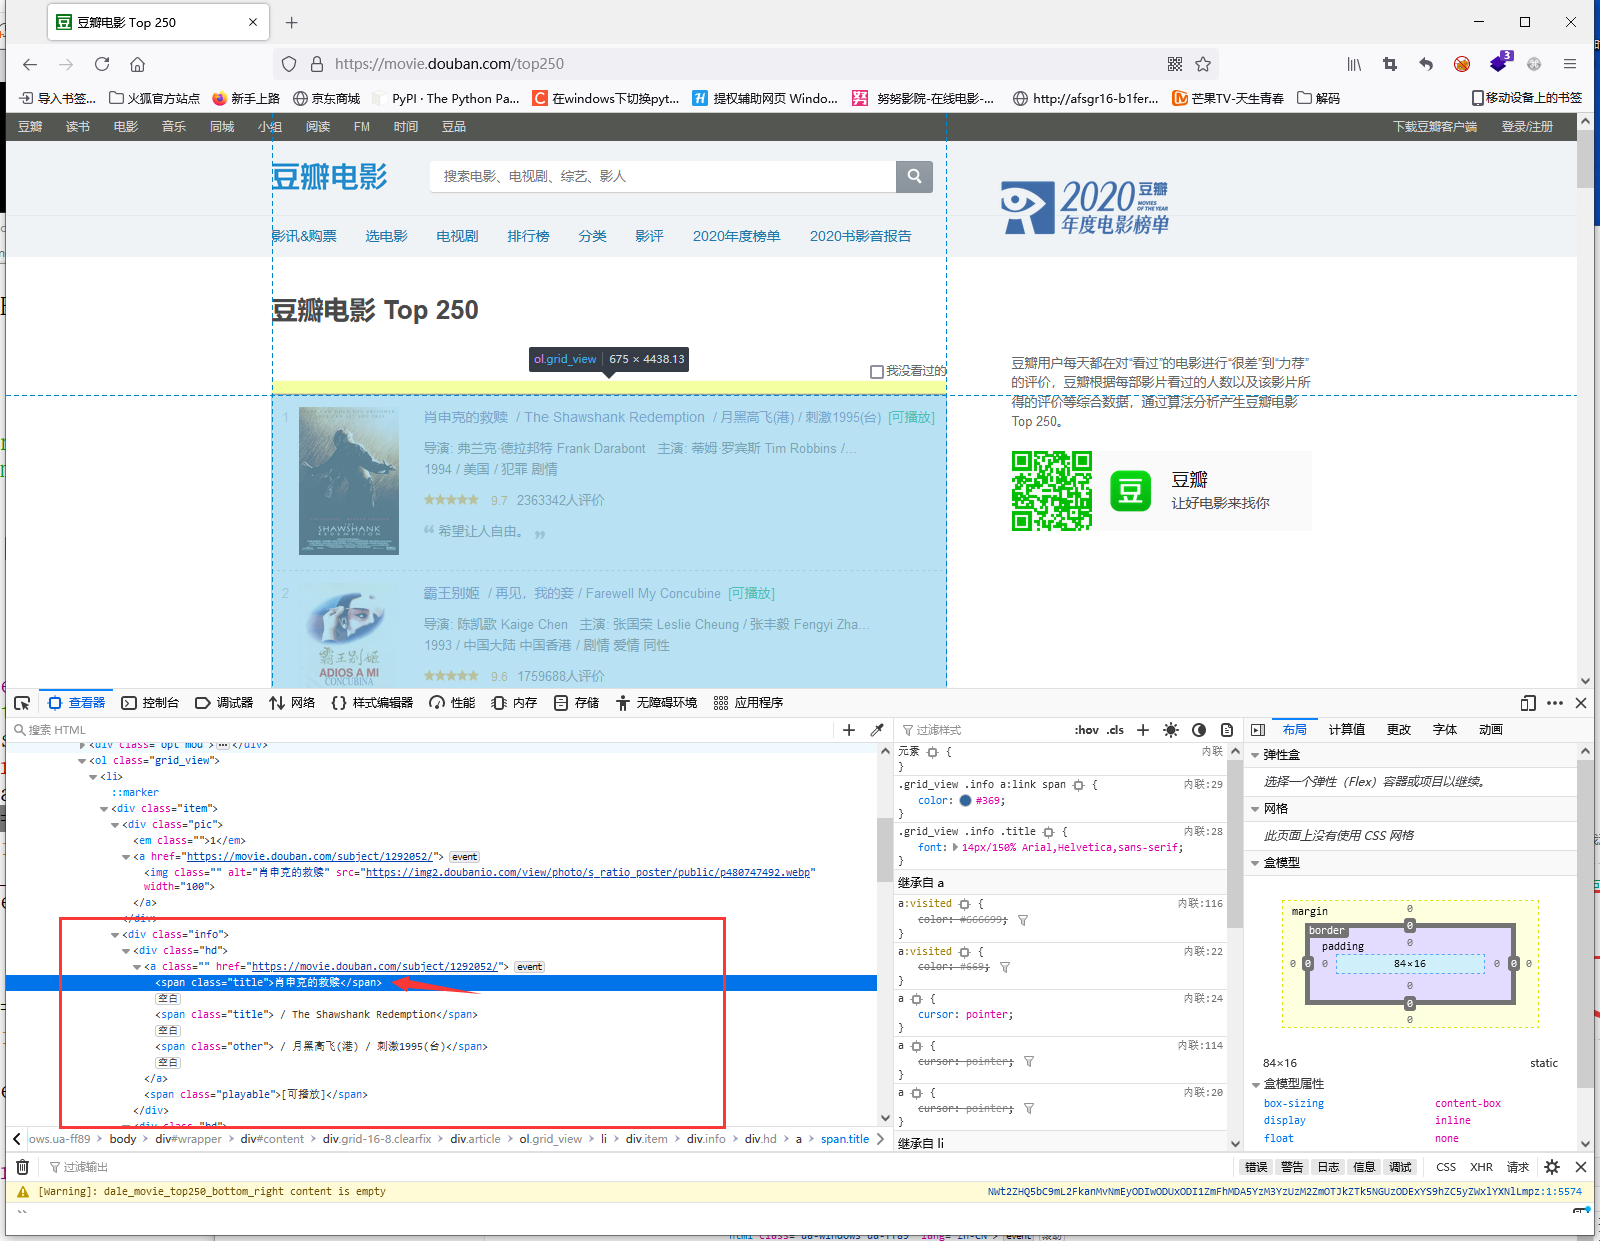 豆瓣电影 Top 250
https://movie.douban.com/top250
3
导入书签... 火狐官方站点 新手上路 京东商城 PyPI · The Python Pa... 在windows下切换pyt... 提权辅助网页 Windo... 努努影院-在线电影-... http://afsgr16-b1fer... 芒果TV-天生青春 解码 移动设备上的书签
豆瓣 读书 电影 音乐 同城 小组 阅读 FM 时间 豆品 下载豆瓣客户端 登录/注册
豆瓣电影
搜索电影、电视剧、综艺、影人
2020 豆瓣
MOVIES OF THE YEAR
年度电影榜单
影讯&购票 选电影 电视剧 排行榜 分类 影评 2020年度榜单 2020书影音报告
豆瓣电影 Top 250
ol.grid_view 675 × 4438.13
我没看过的
豆瓣用户每天都在对“看过”的电影进行“很差”到“力荐”
的评价，豆瓣根据每部影片看过的人数以及该影片所
得的评价等综合数据，通过算法分析产生豆瓣电影
Top 250。
豆
豆瓣
让好电影来找你
1
肖申克的救赎 / The Shawshank Redemption / 月黑高飞(港) / 刺激1995(台) [可播放]
导演: 弗兰克·德拉邦特 Frank Darabont 主演: 蒂姆·罗宾斯 Tim Robbins /...
1994 / 美国 / 犯罪 剧情
9.7 2363342人评价
“ 希望让人自由。 ”
SHAWSHANK
REDEMPTION
2
霸王别姬 / 再见，我的妾 / Farewell My Concubine [可播放]
导演: 陈凯歌 Kaige Chen 主演: 张国荣 Leslie Cheung / 张丰毅 Fengyi Zha...
1993 / 中国大陆 中国香港 / 剧情 爱情 同性
9.6 1759688人评价
霸王别姬
ADIOS A MI
CONCUBINA
查看器 控制台 调试器 网络 样式编辑器 性能 内存 存储 无障碍环境 应用程序
搜索 HTML
<div class="opt mod">…</div>
<ol class="grid_view">
<li>
::marker
<div class="item">
<div class="pic">
<em class="">1</em>
<a href="https://movie.douban.com/subject/1292052/"> event
<img class="" alt="肖申克的救赎" src="https://img2.doubanio.com/view/photo/s_ratio_poster/public/p480747492.webp"
width="100">
</a>
</div>
<div class="info">
<div class="hd">
<a class="" href="https://movie.douban.com/subject/1292052/"> event
<span class="title">肖申克的救赎</span>
空白
<span class="title"> / The Shawshank Redemption</span>
空白
<span class="other"> / 月黑高飞(港) / 刺激1995(台)</span>
空白
</a>
<span class="playable">[可播放]</span>
</div>
<div class="bd">
ows.ua-ff89 › body › div#wrapper › div#content › div.grid-16-8.clearfix › div.article › ol.grid_view › li › div.item › div.info › div.hd › a › span.title
过滤样式 :hov .cls
元素 { 内联
}
.grid_view .info a:link span { 内联:29
color: #369;
}
.grid_view .info .title { 内联:28
font: 14px/150% Arial,Helvetica,sans-serif;
}
继承自 a
a:visited { 内联:116
color: #666699;
}
a:visited { 内联:22
color: #669;
}
a { 内联:24
cursor: pointer;
}
a { 内联:114
cursor: pointer;
}
a { 内联:20
cursor: pointer;
}
继承自 li
布局 计算值 更改 字体 动画
弹性盒
选择一个弹性（Flex）容器或项目以继续。
网格
此页面上没有使用 CSS 网格
盒模型
margin 0
border 0
padding 0
0 0 0 84×16 0 0 0
0
0
0
84×16 static
盒模型属性
box-sizing content-box
display inline
float none
过滤输出 错误 警告 日志 信息 调试 CSS XHR 请求
[Warning]: dale_movie_top250_bottom_right content is empty